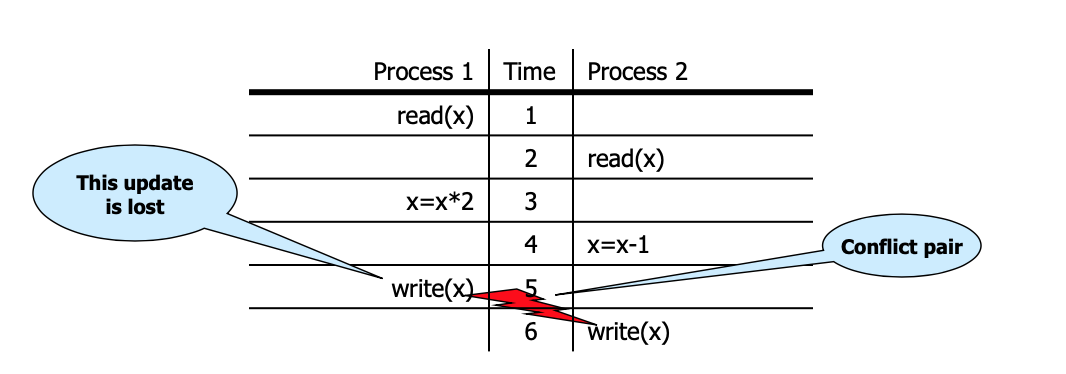 Process 1 Time Process 2
read(x) 1
2 read(x)
This update
is lost
x=x*2 3
4 x=x-1
Conflict pair
write(x) 5
6 write(x)